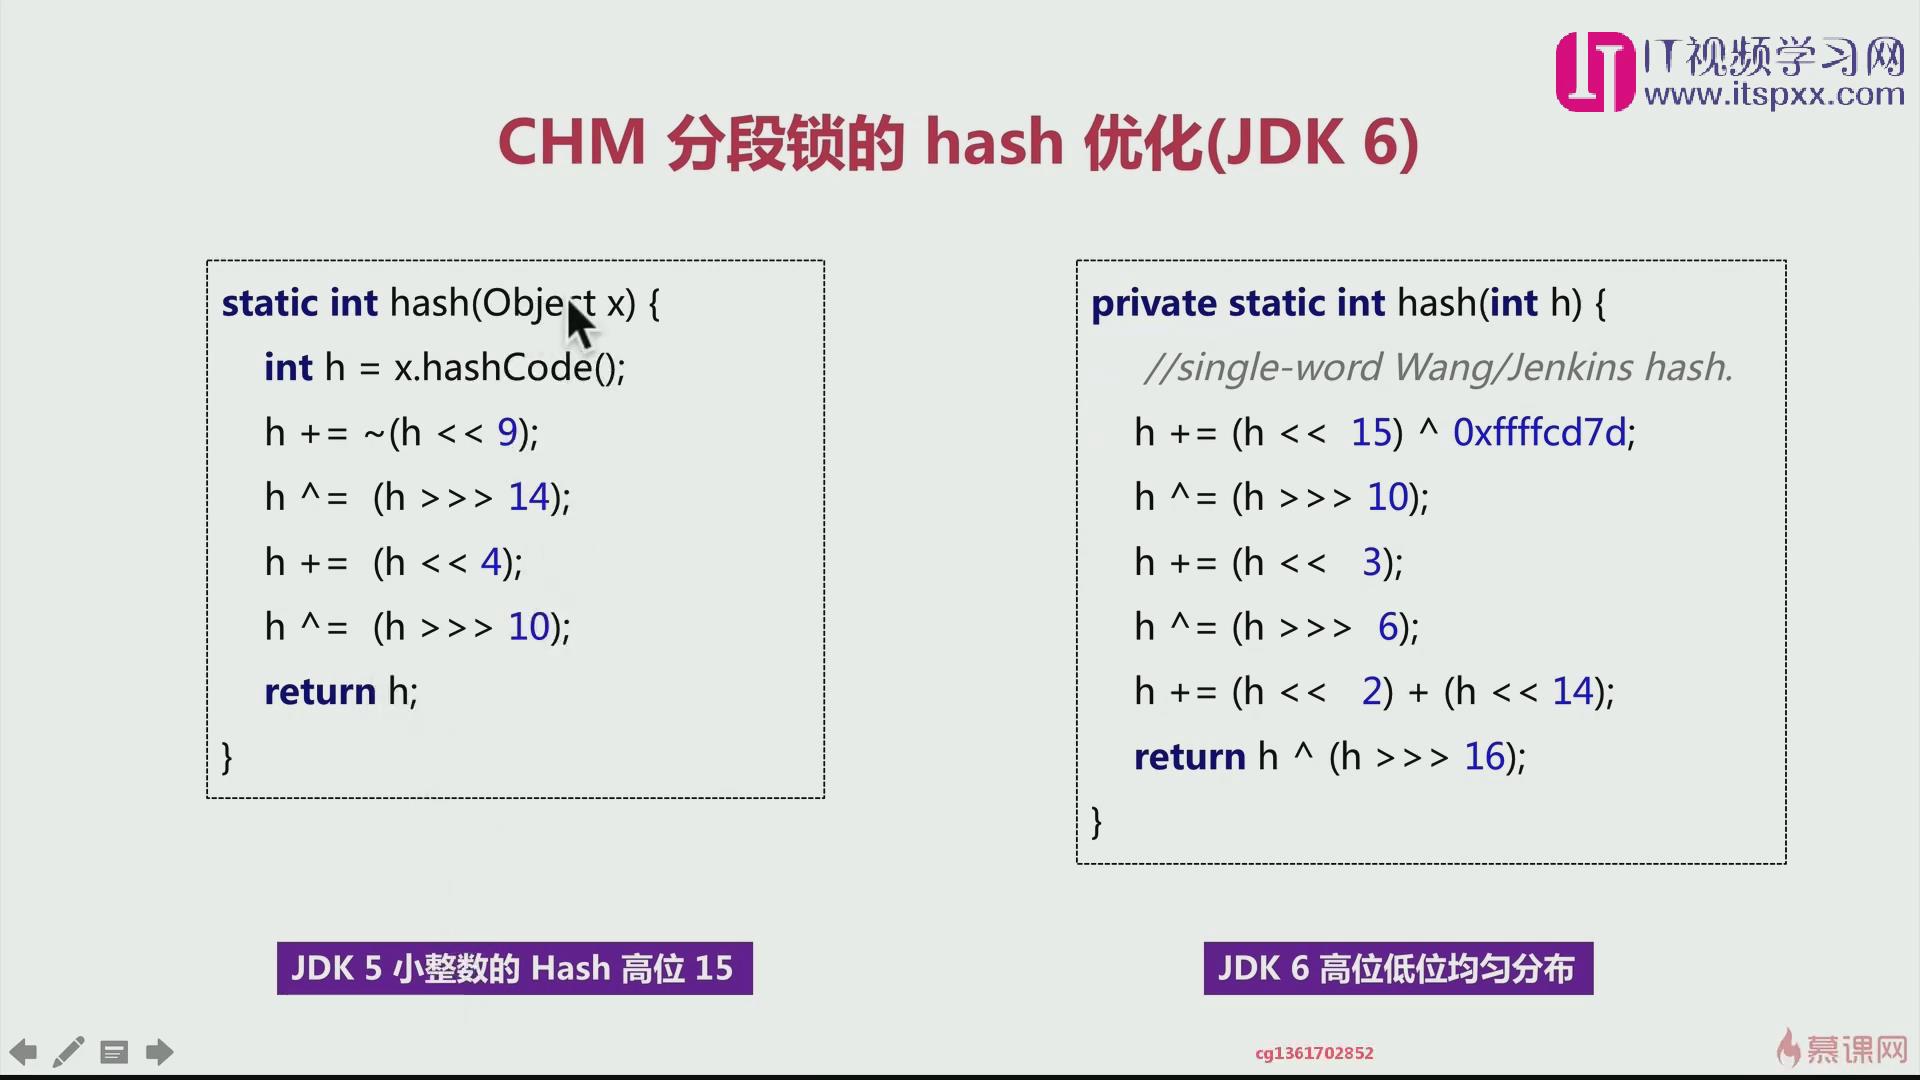 IT视频学习网
www.itspxx.com
CHM 分段锁的 hash 优化(JDK 6)
static int hash(Object x) {
int h = x.hashCode();
h += ~(h << 9);
h ^= (h >>> 14);
h += (h << 4);
h ^= (h >>> 10);
return h;
}
JDK 5 小整数的 Hash 高位 15
private static int hash(int h) {
//single-word Wang/Jenkins hash.
h += (h << 15) ^ 0xffffcd7d;
h ^= (h >>> 10);
h += (h << 3);
h ^= (h >>> 6);
h += (h << 2) + (h << 14);
return h ^ (h >>> 16);
}
JDK 6 高位低位均匀分布
cg1361702852
慕课网